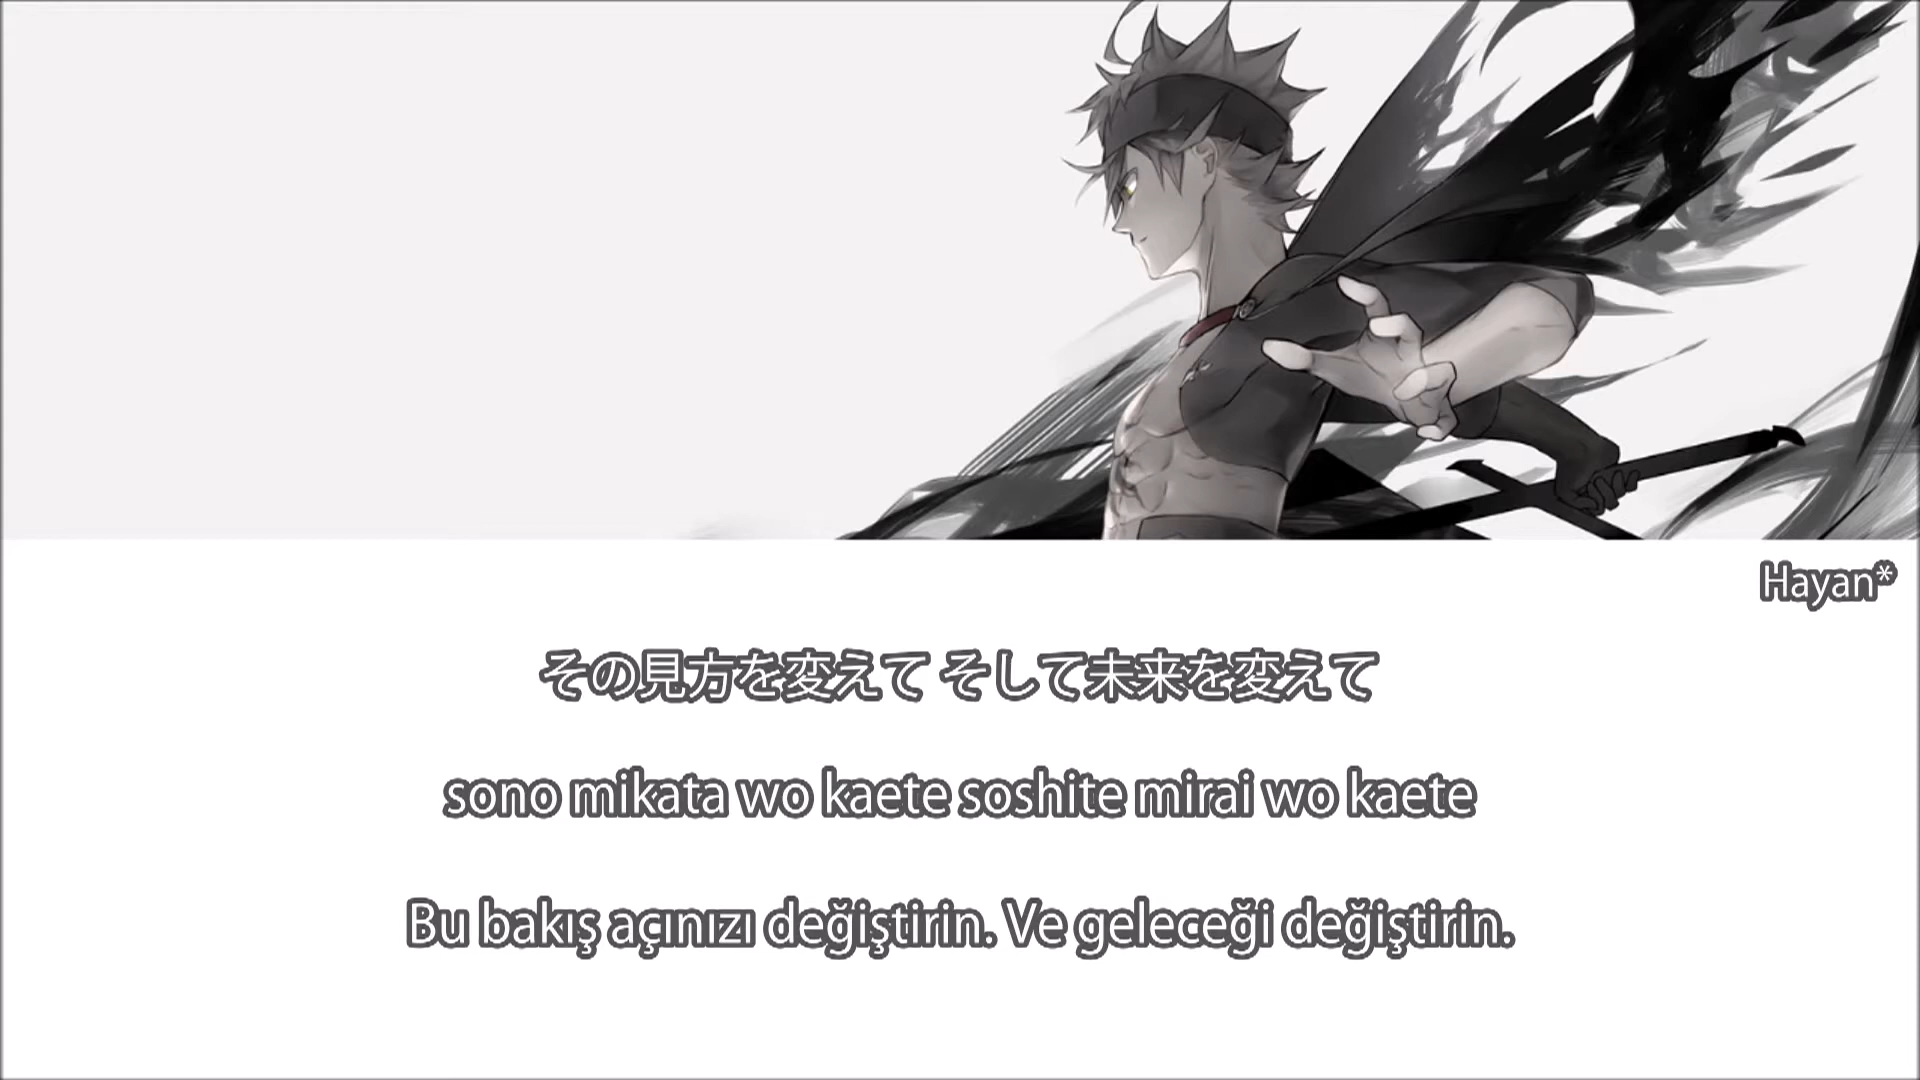 Hayan*
その見方を変えて そして未来を変えて
sono mikata wo kaete soshite mirai wo kaete
Bu bakış açınızı değiştirin. Ve geleceği değiştirin.